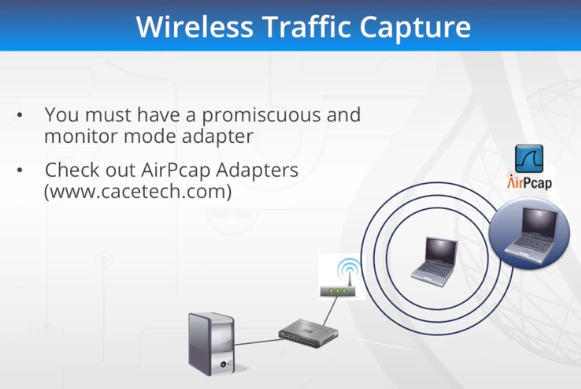 Wireless Traffic Capture
• You must have a promiscuous and
monitor mode adapter
• Check out AirPcap Adapters
(www.cacetech.com)
AirPcap